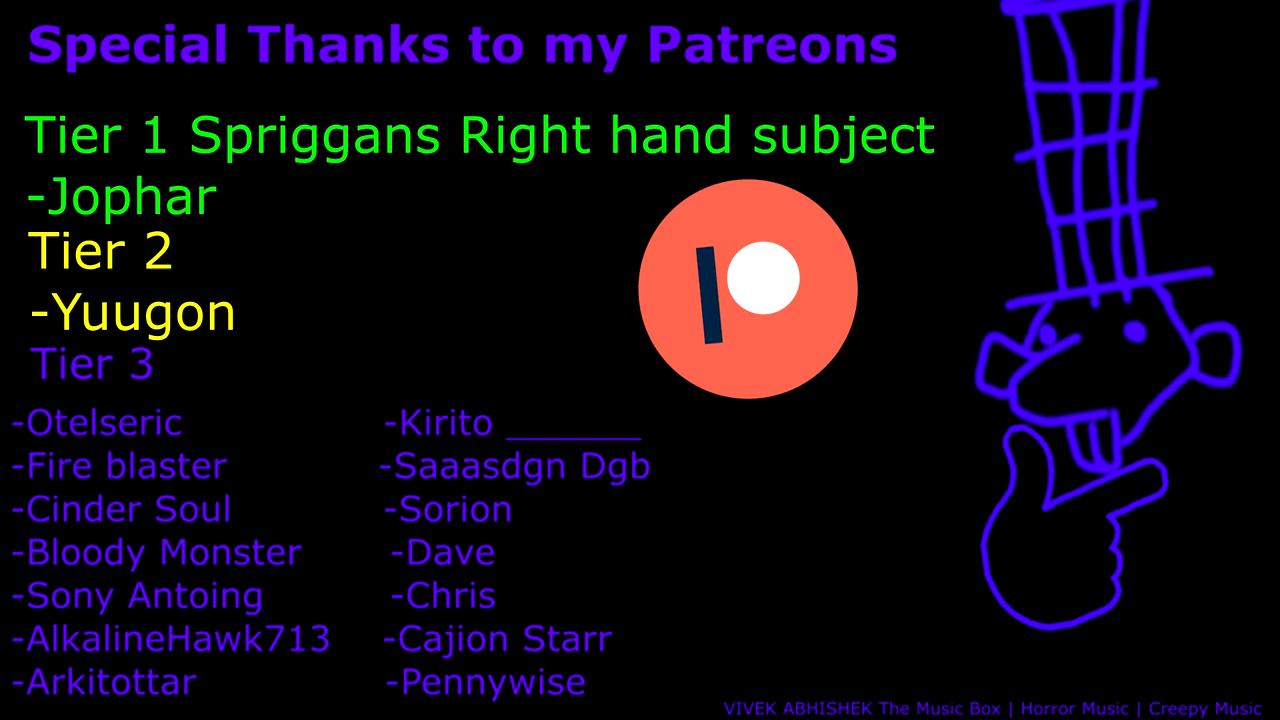 Special Thanks to my Patreons
Tier 1 Spriggans Right hand subject
-Jophar
Tier 2
-Yuugon
Tier 3
-Otelseric
-Fire blaster
-Cinder Soul
-Bloody Monster
-Sony Antoing
-AlkalineHawk713
-Arkitottar
-Kirito ______
-Saaasdgn Dgb
-Sorion
-Dave
-Chris
-Cajion Starr
-Pennywise
VIVEK ABHISHEK The Music Box | Horror Music | Creepy Music